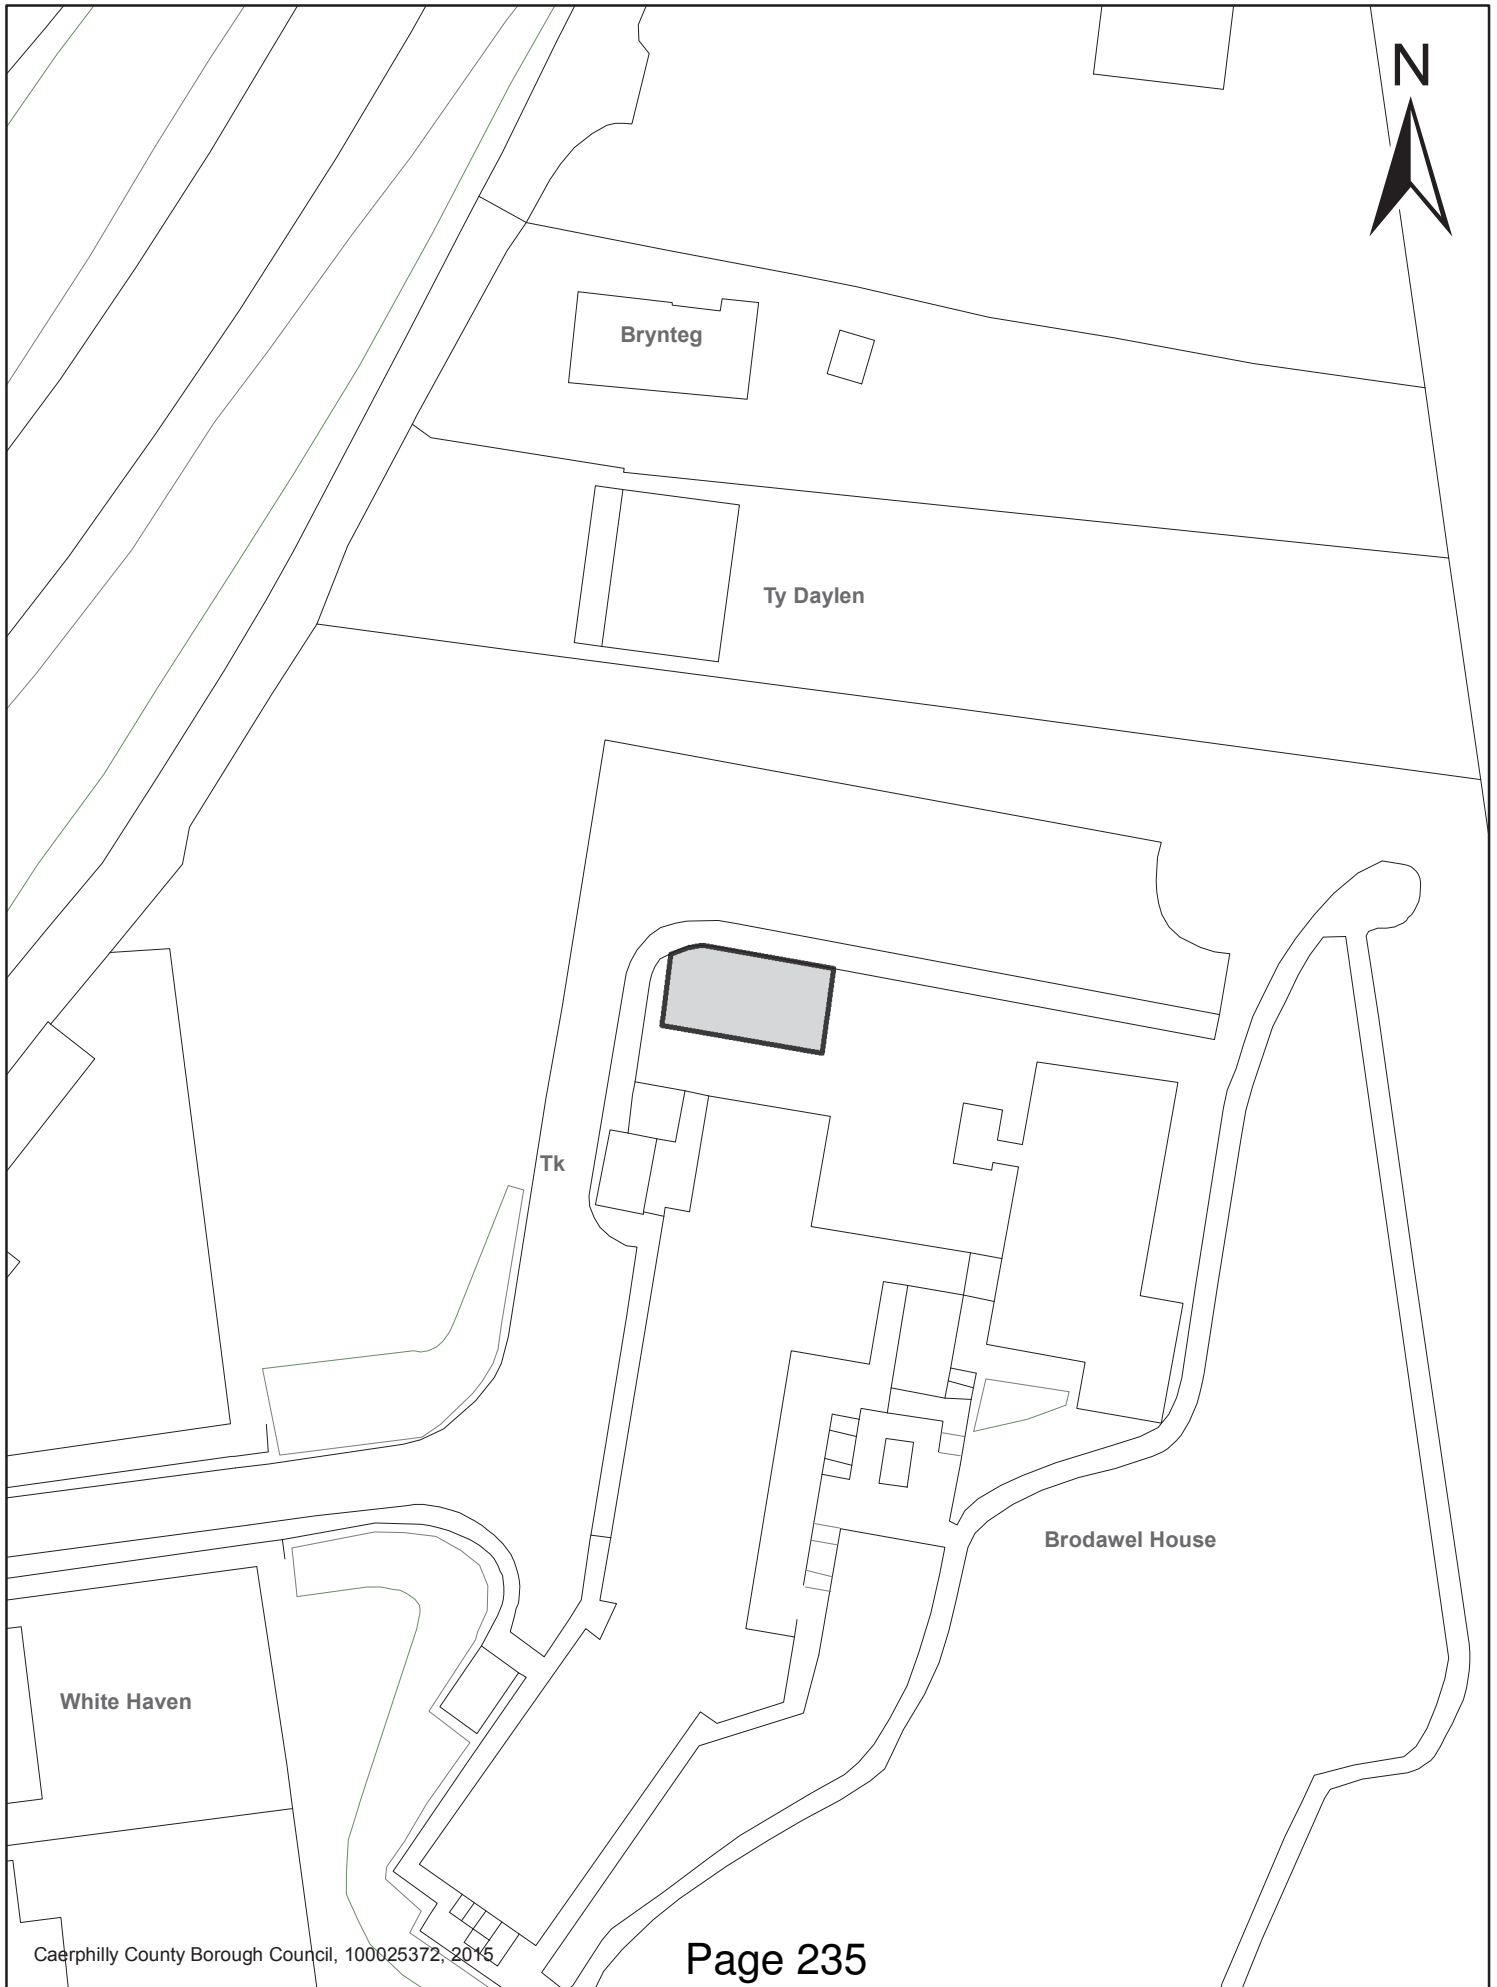 N
Brynteg
Ty Daylen
Tk
Brodawel House
White Haven
Caerphilly County Borough Council, 100025372, 2015
Page 235